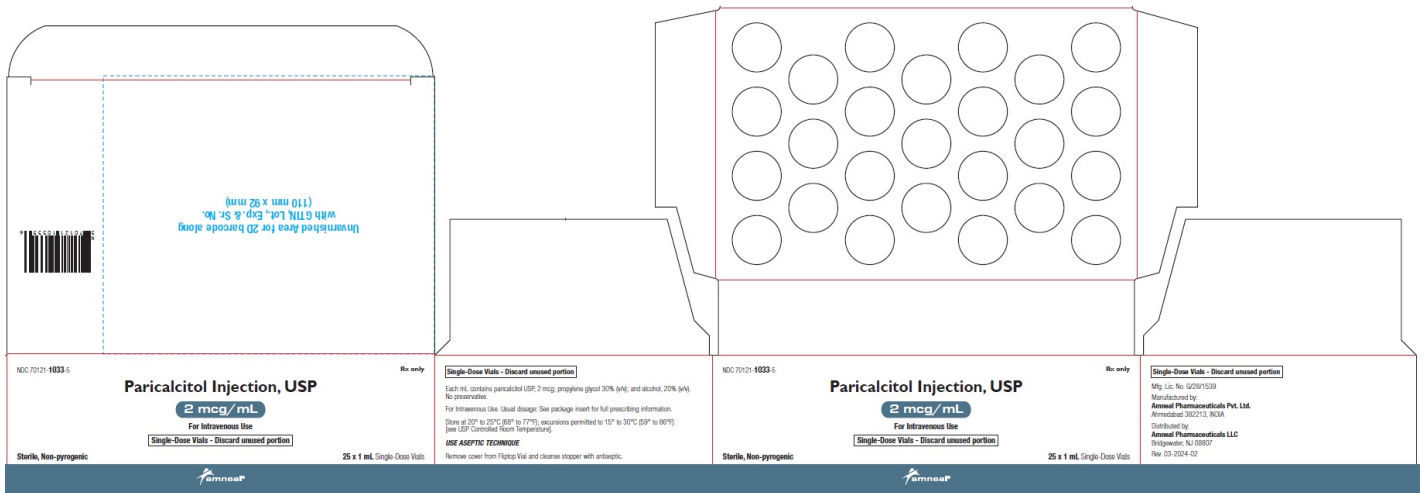 Unvarnished Area for 2D barcode along
with GTIN, Lot., Exp. & Sr. No.
(110 mm x 92 mm)
NDC 70121-1033-5
Rx only
Paricalcitol Injection, USP
2 mcg/mL
For Intravenous Use
Single-Dose Vials - Discard unused portion
Sterile, Non-pyrogenic
25 x 1 mL Single-Dose Vials
amneal
Single-Dose Vials - Discard unused portion
Each mL contains paricalcitol USP, 2 mcg; propylene glycol 30% (v/v); and alcohol, 20% (v/v).
No preservative.
For Intravenous Use. Usual dosage: See package insert for full prescribing information.
Store at 20° to 25°C (68° to 77°F); excursions permitted to 15° to 30°C (59° to 86°F)
[see USP Controlled Room Temperature].
USE ASEPTIC TECHNIQUE
Remove cover from Fliptop Vial and cleanse stopper with antiseptic.
NDC 70121-1033-5
Rx only
Paricalcitol Injection, USP
2 mcg/mL
For Intravenous Use
Single-Dose Vials - Discard unused portion
Sterile, Non-pyrogenic
25 x 1 mL Single-Dose Vials
amneal
Single-Dose Vials - Discard unused portion
Mfg. Lic. No. G/28/1539
Manufactured by:
Amneal Pharmaceuticals Pvt. Ltd.
Ahmedabad 382213, INDIA
Distributed by:
Amneal Pharmaceuticals LLC
Bridgewater, NJ 08807
Rev. 03-2024-02